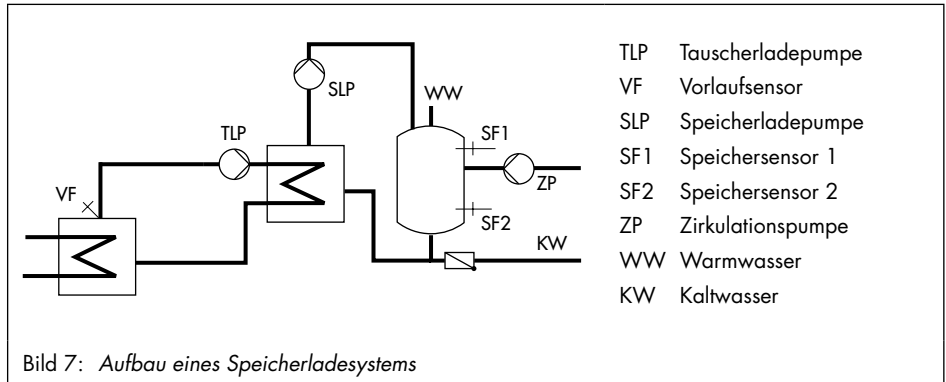 TLP Tauscherladepumpe
VF Vorlaufsensor
SLP Speicherladepumpe
SF1 Speichersensor 1
SF2 Speichersensor 2
ZP Zirkulationspumpe
WW Warmwasser
KW Kaltwasser
SLP
WW
TLP
SF1
ZP
VF
SF2
KW
Bild 7: Aufbau eines Speicherladesystems